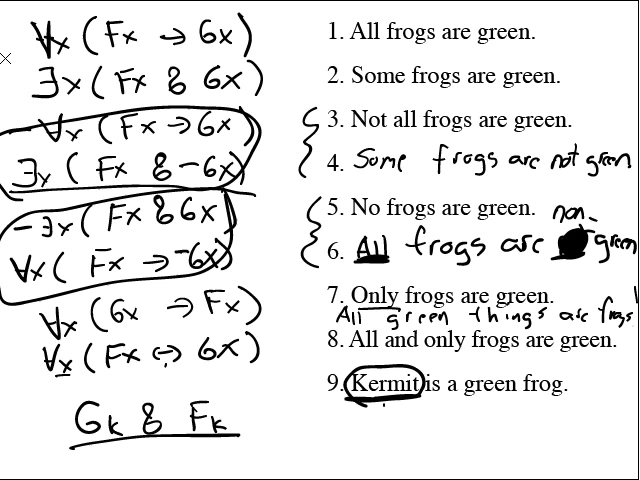 ∀x (Fx → Gx)
1. All frogs are green.
∃x (Fx & Gx)
2. Some frogs are green.
-∀x (Fx → Gx)
3. Not all frogs are green.
∃x (Fx & -Gx)
4. Some frogs are not green
-∃x (Fx & Gx)
5. No frogs are green. non-
∀x (Fx → -Gx)
6. All frogs are green
∀x (Gx → Fx)
7. Only frogs are green.
All green things are frogs
∀x (Fx ↔ Gx)
8. All and only frogs are green.
9. Kermit is a green frog.
Gk & Fk